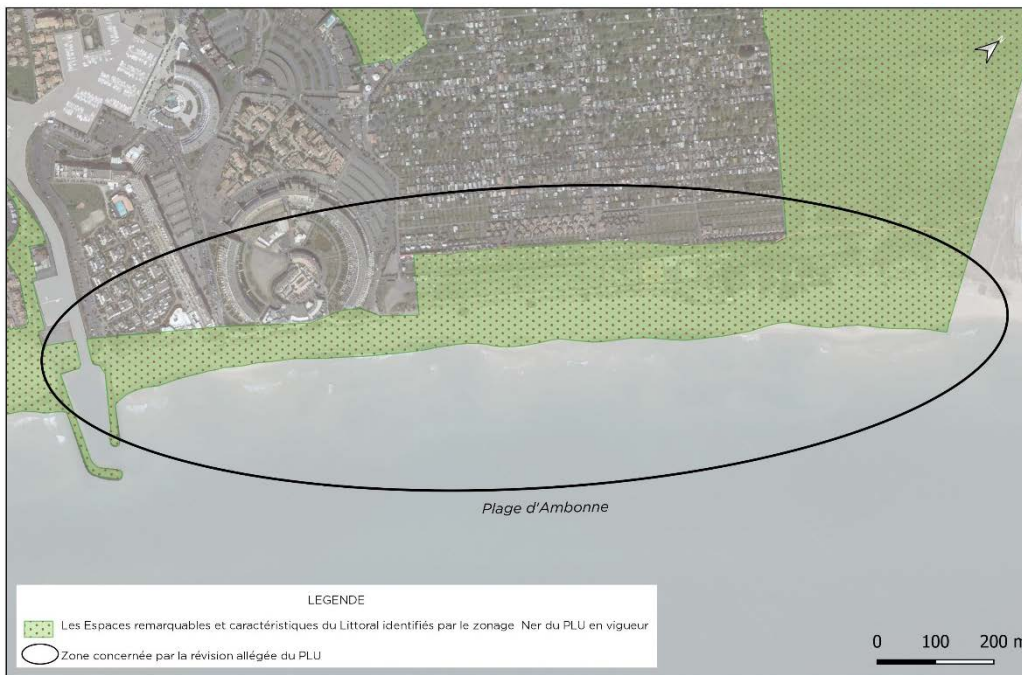 Plage d'Ambonne
LEGENDE
Les Espaces remarquables et caractéristiques du Littoral identifiés par le zonage Ner du PLU en vigueur
Zone concernée par la révision allégée du PLU
0 100 200 m